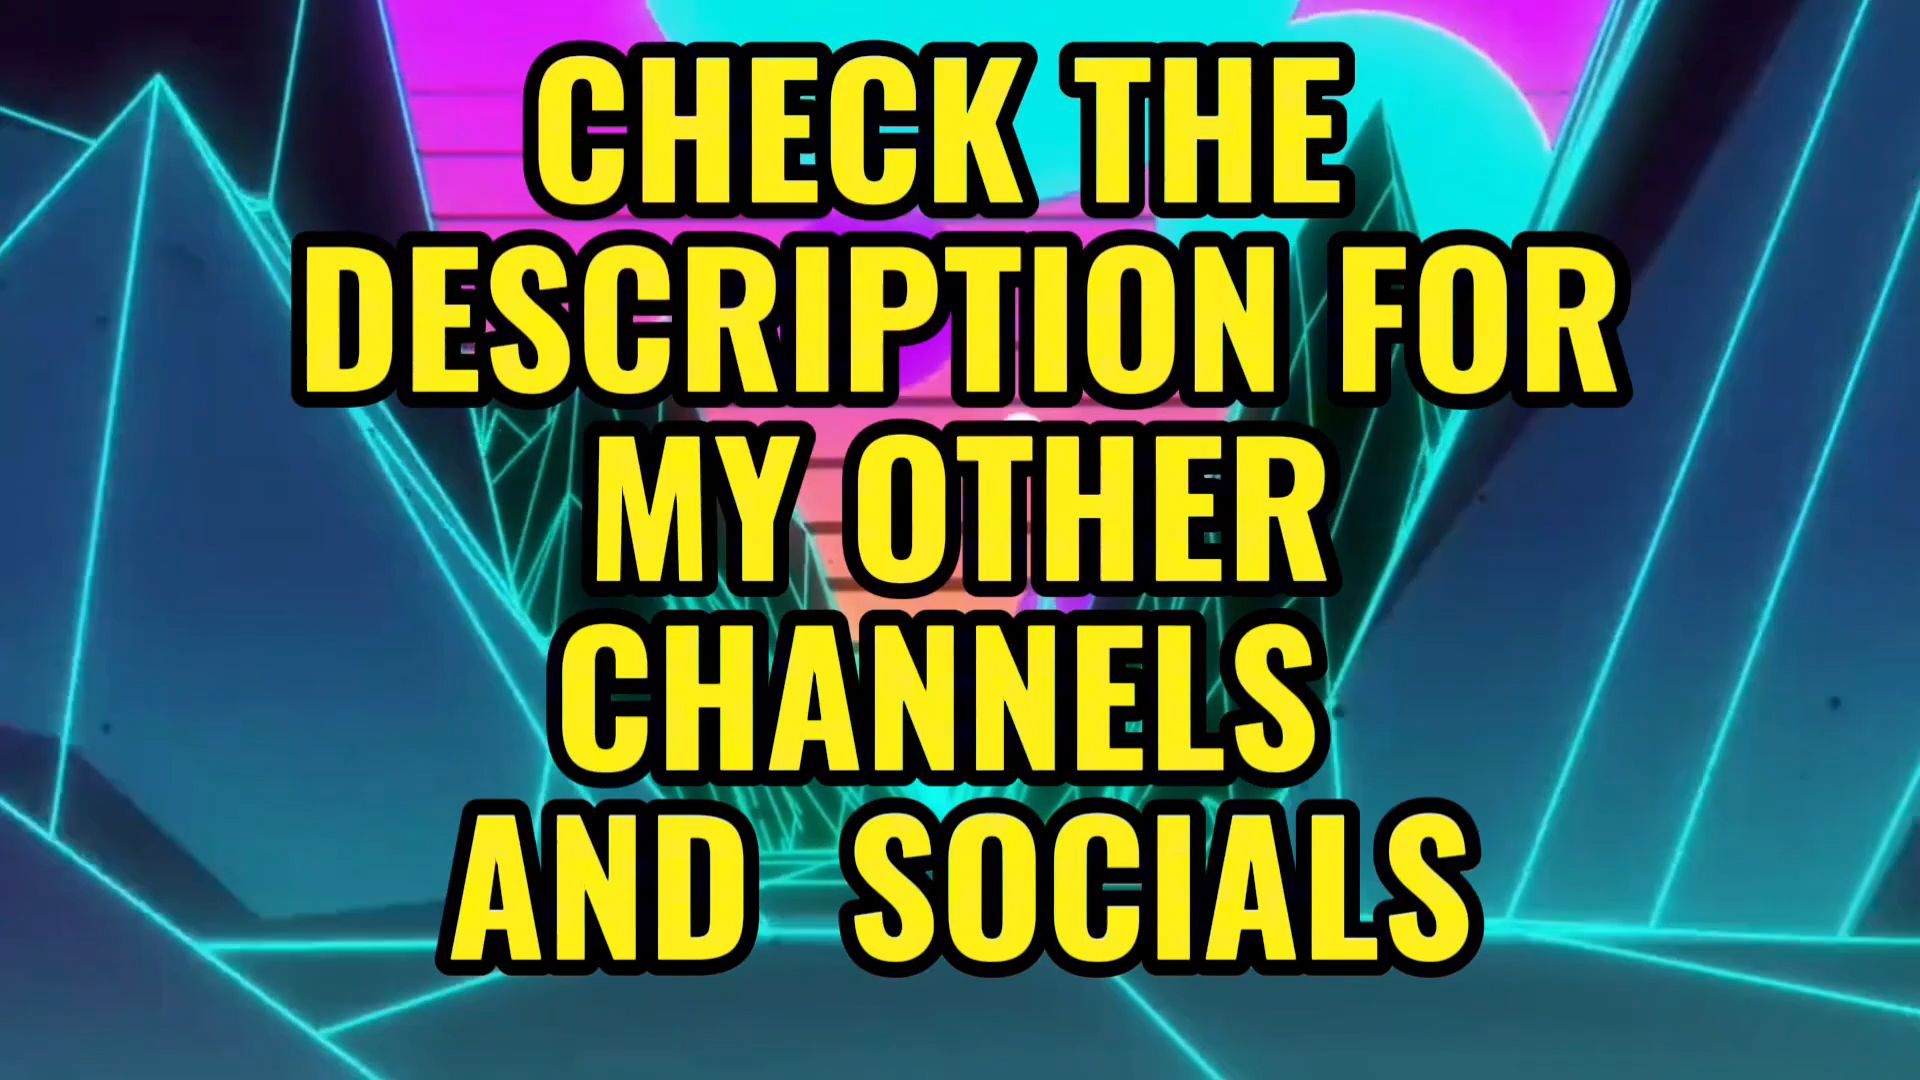 CHECK THE
DESCRIPTION FOR
MY OTHER
CHANNELS
AND  SOCIALS